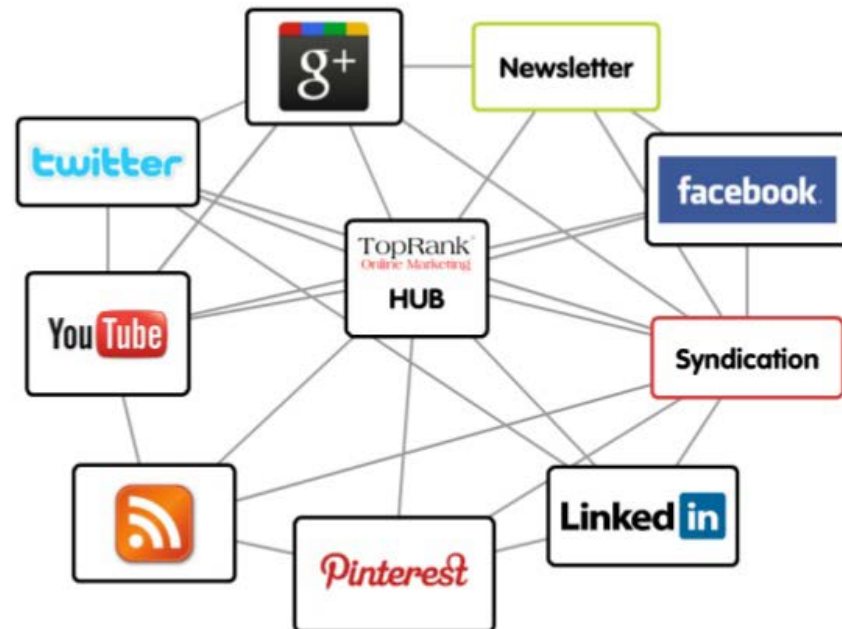 g+
Newsletter
twitter
facebook
TopRank
Online Marketing
HUB
YouTube
Syndication
Linked in
Pinterest